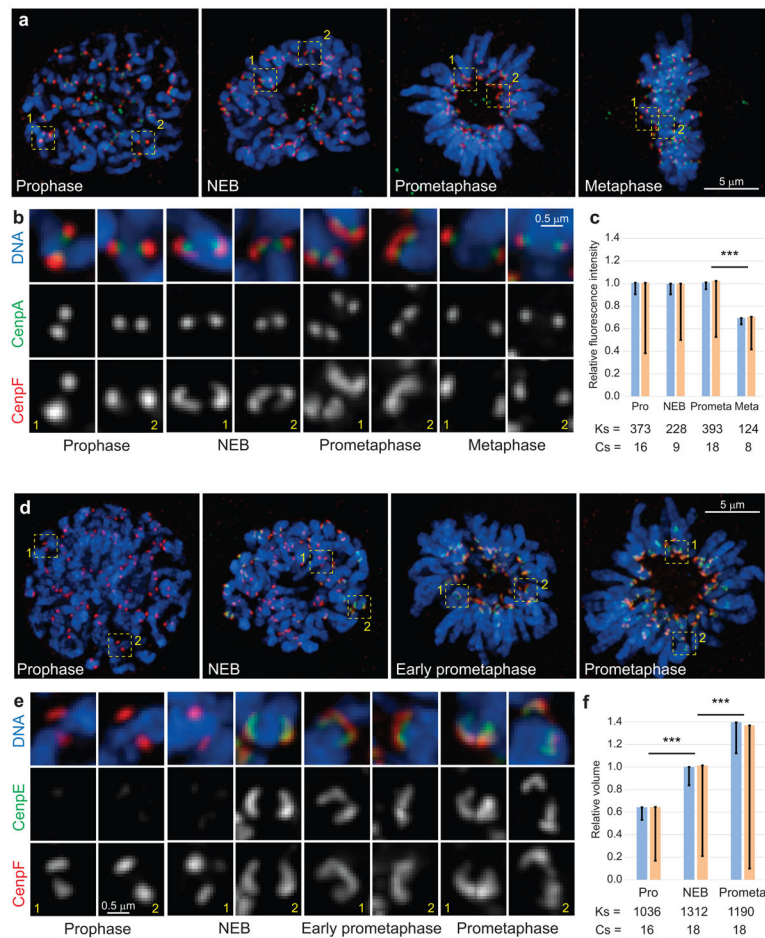 a
1
2
Prophase
1
2
NEB
1
2
Prometaphase
1
2
Metaphase
5 μm
b
DNA
CenpA
CenpF
0.5 μm
1
2
1
2
1
2
1
2
Prophase
NEB
Prometaphase
Metaphase
c
Relative fluorescence intensity
1.4
1.2
1.0
0.8
0.6
0.4
0.2
0.0
***
Pro NEB Prometa Meta
Ks = 373 228 393 124
Cs = 16 9 18 8
d
1
2
Prophase
1
2
NEB
1
2
Early prometaphase
5 μm
1
2
Prometaphase
e
DNA
CenpE
CenpF
0.5 μm
1
2
1
2
1
2
1
2
Prophase
NEB
Early prometaphase
Prometaphase
f
Relative volume
1.4
1.2
1.0
0.8
0.6
0.4
0.2
0.0
***
***
Pro NEB Prometa
Ks = 1036 1312 1190
Cs = 16 18 18